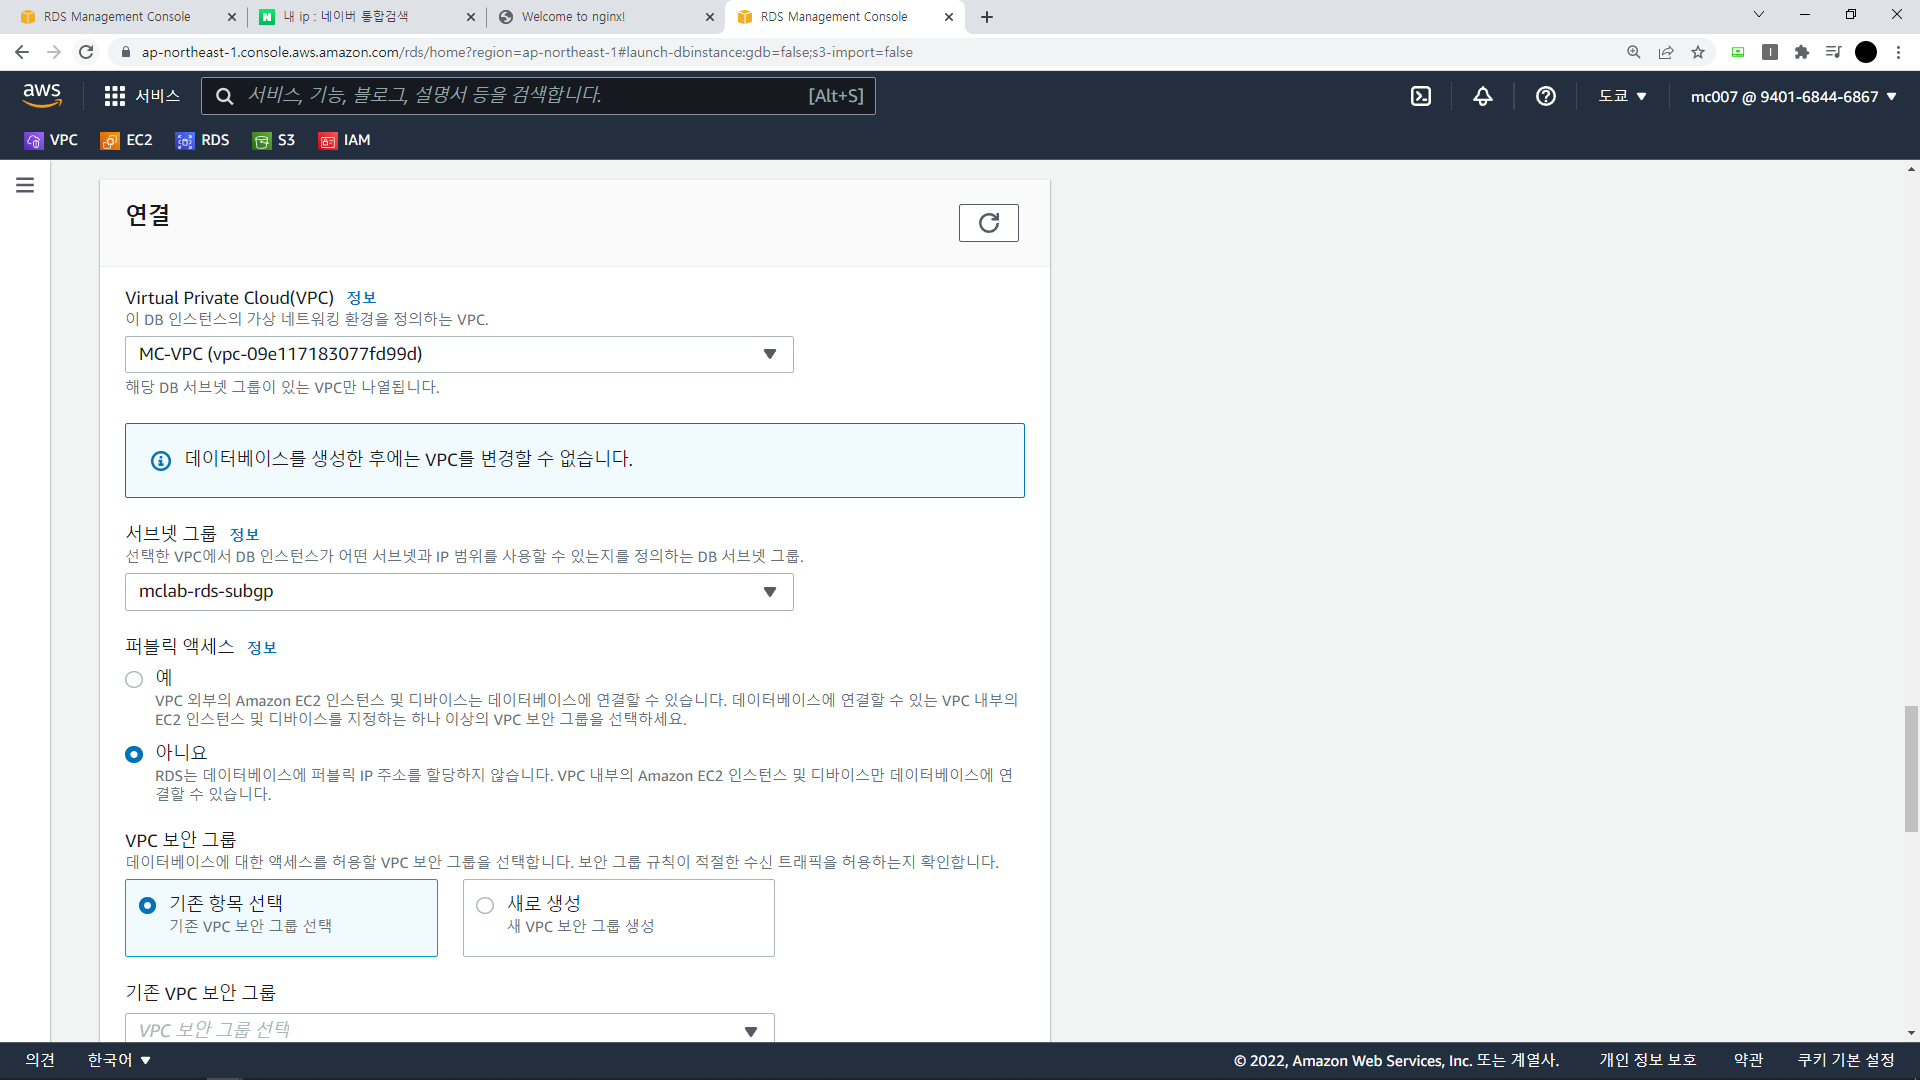 RDS Management Console
내 ip : 네이버 통합검색
Welcome to nginx!
RDS Management Console
ap-northeast-1.console.aws.amazon.com/rds/home?region=ap-northeast-1#launch-dbinstance:gdb=false;s3-import=false
aws
서비스
서비스, 기능, 블로그, 설명서 등을 검색합니다.
[Alt+S]
도쿄
mc007 @ 9401-6844-6867
VPC
EC2
RDS
S3
IAM
연결
Virtual Private Cloud(VPC) 정보
이 DB 인스턴스의 가상 네트워킹 환경을 정의하는 VPC.
MC-VPC (vpc-09e117183077fd99d)
해당 DB 서브넷 그룹이 있는 VPC만 나열됩니다.
데이터베이스를 생성한 후에는 VPC를 변경할 수 없습니다.
서브넷 그룹 정보
선택한 VPC에서 DB 인스턴스가 어떤 서브넷과 IP 범위를 사용할 수 있는지를 정의하는 DB 서브넷 그룹.
mclab-rds-subgp
퍼블릭 액세스 정보
예
VPC 외부의 Amazon EC2 인스턴스 및 디바이스는 데이터베이스에 연결할 수 있습니다. 데이터베이스에 연결할 수 있는 VPC 내부의
EC2 인스턴스 및 디바이스를 지정하는 하나 이상의 VPC 보안 그룹을 선택하세요.
아니요
RDS는 데이터베이스에 퍼블릭 IP 주소를 할당하지 않습니다. VPC 내부의 Amazon EC2 인스턴스 및 디바이스만 데이터베이스에 연
결할 수 있습니다.
VPC 보안 그룹
데이터베이스에 대한 액세스를 허용할 VPC 보안 그룹을 선택합니다. 보안 그룹 규칙이 적절한 수신 트래픽을 허용하는지 확인합니다.
기존 항목 선택
기존 VPC 보안 그룹 선택
새로 생성
새 VPC 보안 그룹 생성
기존 VPC 보안 그룹
VPC 보안 그룹 선택
의견
한국어
© 2022, Amazon Web Services, Inc. 또는 계열사.
개인 정보 보호
약관
쿠키 기본 설정